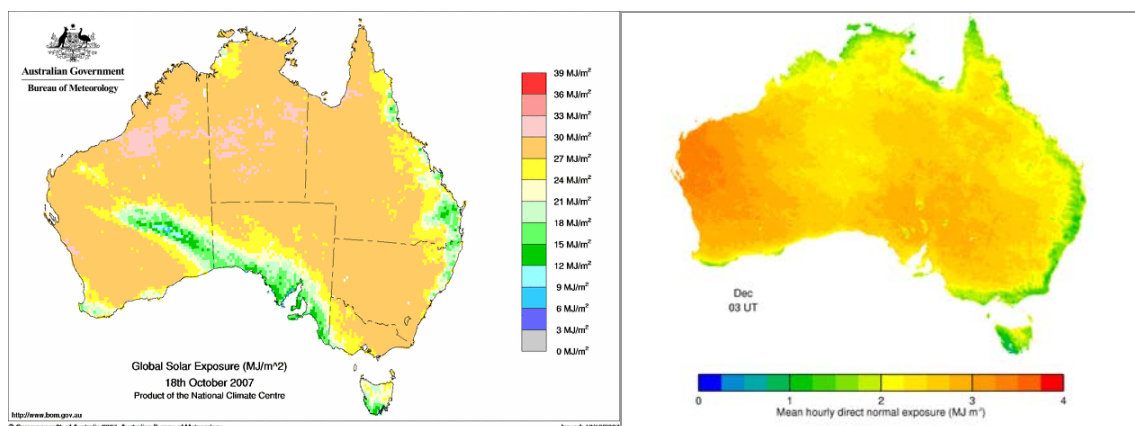 Australian Government
Bureau of Meteorology
39 MJ/m²
36 MJ/m²
33 MJ/m²
30 MJ/m²
27 MJ/m²
24 MJ/m²
21 MJ/m²
18 MJ/m²
15 MJ/m²
12 MJ/m²
9 MJ/m²
6 MJ/m²
3 MJ/m²
0 MJ/m²
Global Solar Exposure (MJ/m^2)
18th October 2007
Product of the National Climate Centre
http://www.bom.gov.au
Dec
03 UT
0 1 2 3 4
Mean hourly direct normal exposure (MJ m²)